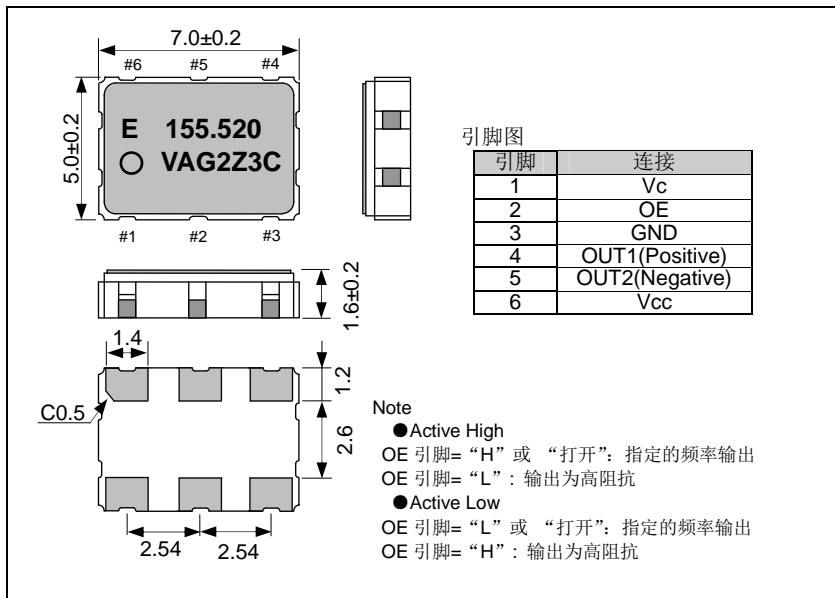 7.0±0.2
#6 #5 #4
5.0±0.2
E 155.520
VAG2Z3C
#1 #2 #3
1.6±0.2
1.4
1.2
C0.5
2.6
2.54 2.54
引脚图
引脚 连接
1 Vc
2 OE
3 GND
4 OUT1(Positive)
5 OUT2(Negative)
6 Vcc
Note
●Active High
OE 引脚= “H” 或 “打开”: 指定的频率输出
OE 引脚= “L” : 输出为高阻抗
●Active Low
OE 引脚= “L” 或 “打开”: 指定的频率输出
OE 引脚= “H” : 输出为高阻抗